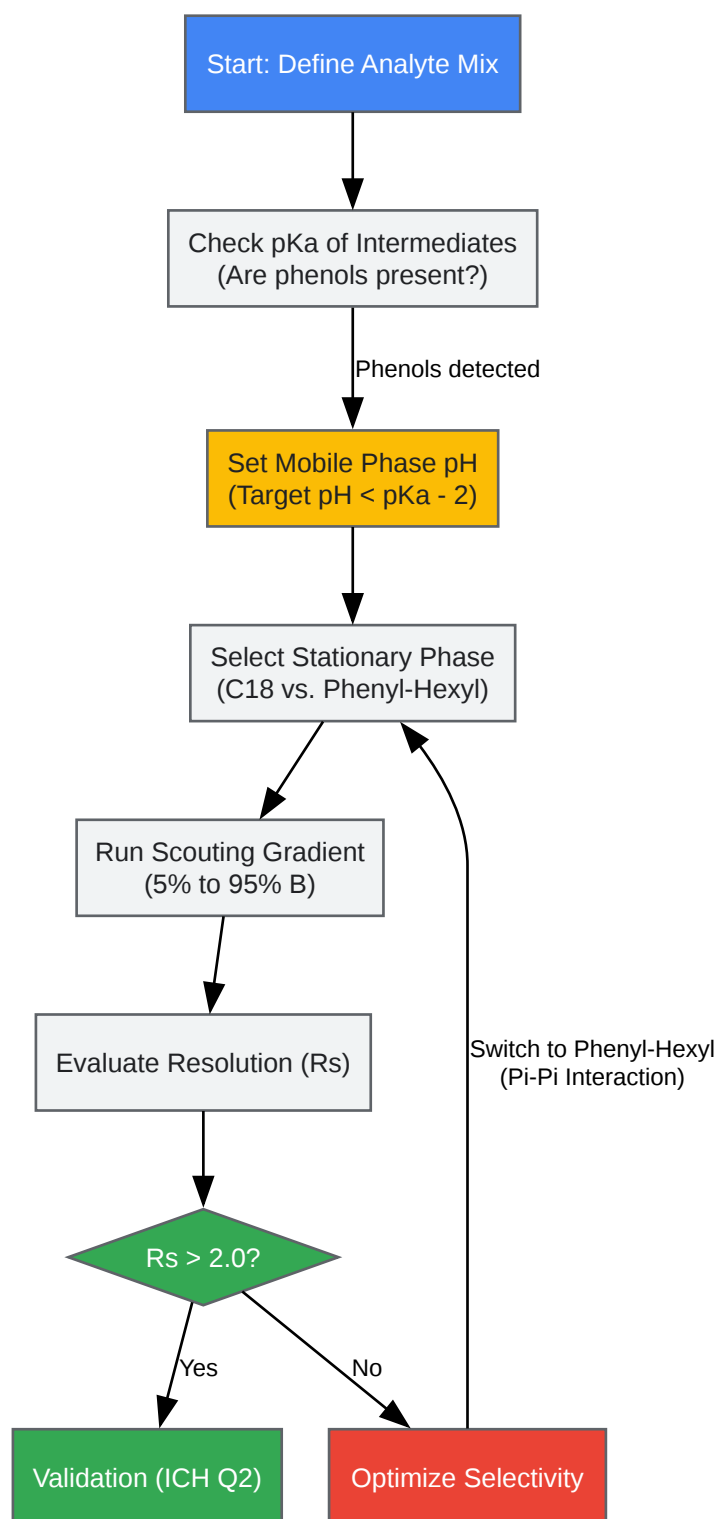 Start: Define Analyte Mix
Check pKa of Intermediates
(Are phenols present?)
Phenols detected
Set Mobile Phase pH
(Target pH < pKa - 2)
Select Stationary Phase
(C18 vs. Phenyl-Hexyl)
Run Scouting Gradient
(5% to 95% B)
Evaluate Resolution (Rs)
Switch to Phenyl-Hexyl
(Pi-Pi Interaction)
Rs > 2.0?
Yes
No
Validation (ICH Q2)
Optimize Selectivity